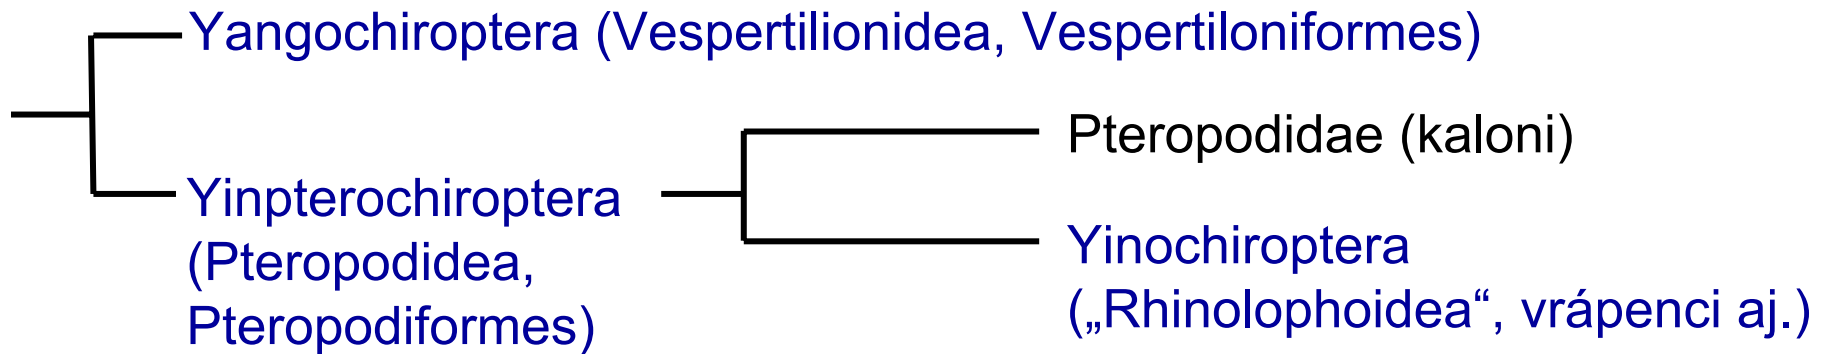 Yangochiroptera (Vespertilionidea, Vespertiloniformes)
Pteropodidae (kaloni)
Yinpterochiroptera
(Pteropodidea,
Pteropodiformes)
Yinochiroptera
(„Rhinolophoidea“, vrápenci aj.)